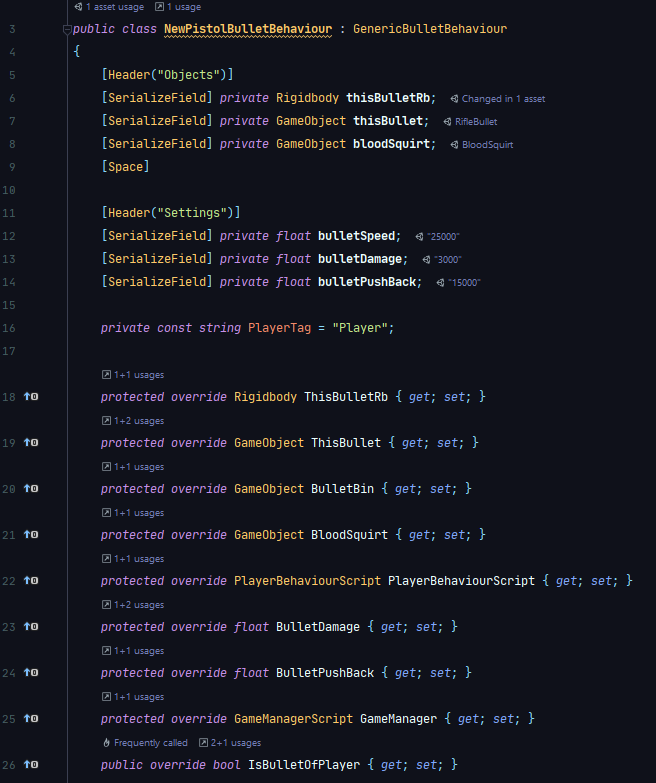 1 asset usage 1 usage
3 public class NewPistolBulletBehaviour : GenericBulletBehaviour
4 {
5 [Header("Objects")]
6 [SerializeField] private Rigidbody thisBulletRb; Changed in 1 asset
7 [SerializeField] private GameObject thisBullet; RifleBullet
8 [SerializeField] private GameObject bloodSquirt; BloodSquirt
9 [Space]
10
11 [Header("Settings")]
12 [SerializeField] private float bulletSpeed; "25000"
13 [SerializeField] private float bulletDamage; "3000"
14 [SerializeField] private float bulletPushBack; "15000"
15
16 private const string PlayerTag = "Player";
17
1+1 usages
18 protected override Rigidbody ThisBulletRb { get; set; }
1+2 usages
19 protected override GameObject ThisBullet { get; set; }
1+1 usages
20 protected override GameObject BulletBin { get; set; }
1+1 usages
21 protected override GameObject BloodSquirt { get; set; }
1+1 usages
22 protected override PlayerBehaviourScript PlayerBehaviourScript { get; set; }
1+2 usages
23 protected override float BulletDamage { get; set; }
1+1 usages
24 protected override float BulletPushBack { get; set; }
1+1 usages
25 protected override GameManagerScript GameManager { get; set; }
Frequently called 2+1 usages
26 public override bool IsBulletOfPlayer { get; set; }